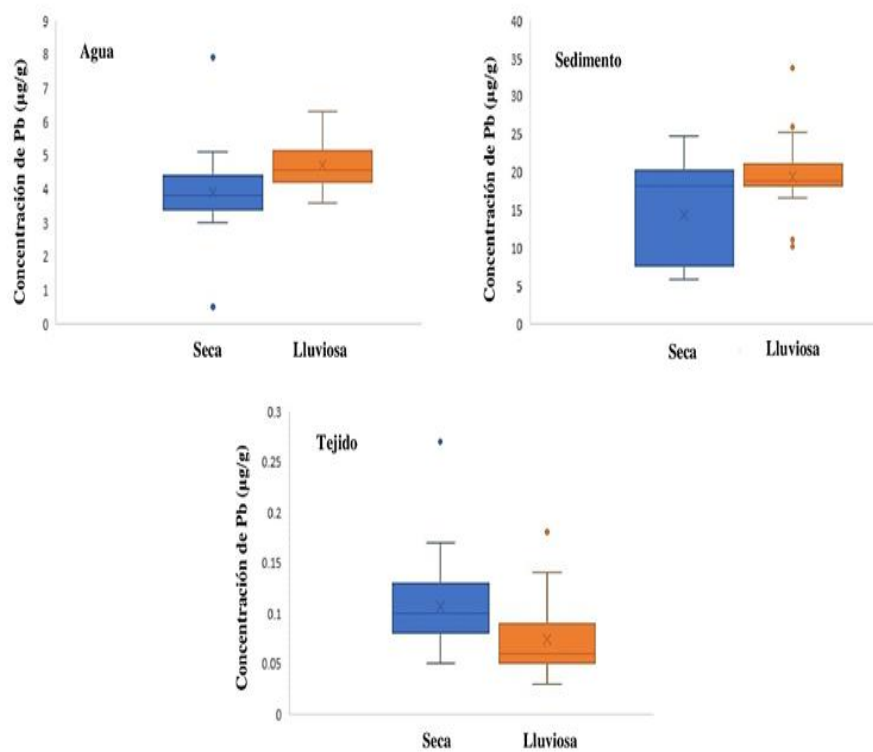 Agua
Concentración de Pb (µg/g)
9
8
7
6
5
4
3
2
1
0
Seca
Lluviosa
Sedimento
Concentración de Pb (µg/g)
40
35
30
25
20
15
10
5
0
Seca
Lluviosa
Tejido
Concentración de Pb (µg/g)
0.3
0.25
0.2
0.15
0.1
0.05
0
Seca
Lluviosa